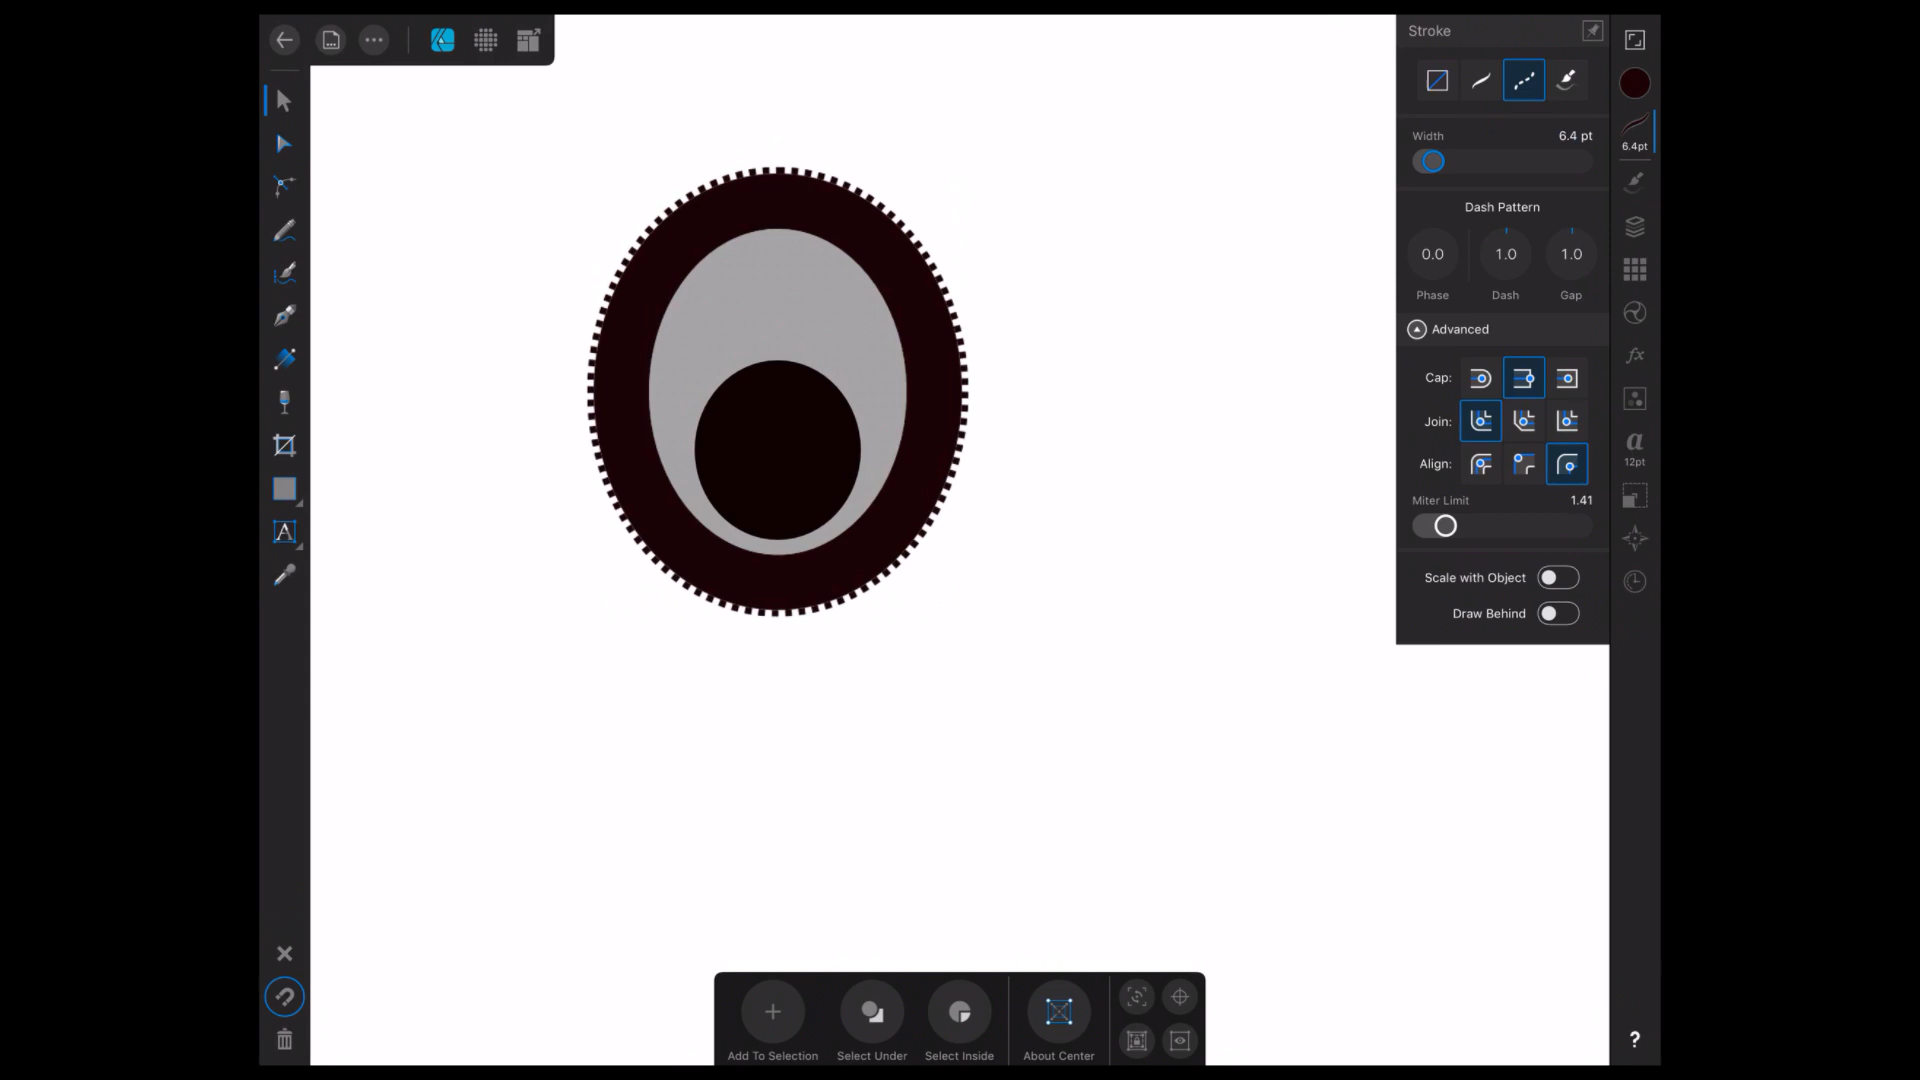 Stroke
Width 6.4 pt
6.4pt
Dash Pattern
0.0 1.0 1.0
Phase Dash Gap
Advanced
fx
Cap:
Join:
Align:
a
12pt
Miter Limit 1.41
A
Scale with Object
Draw Behind
?
Add To Selection Select Under Select Inside About Center